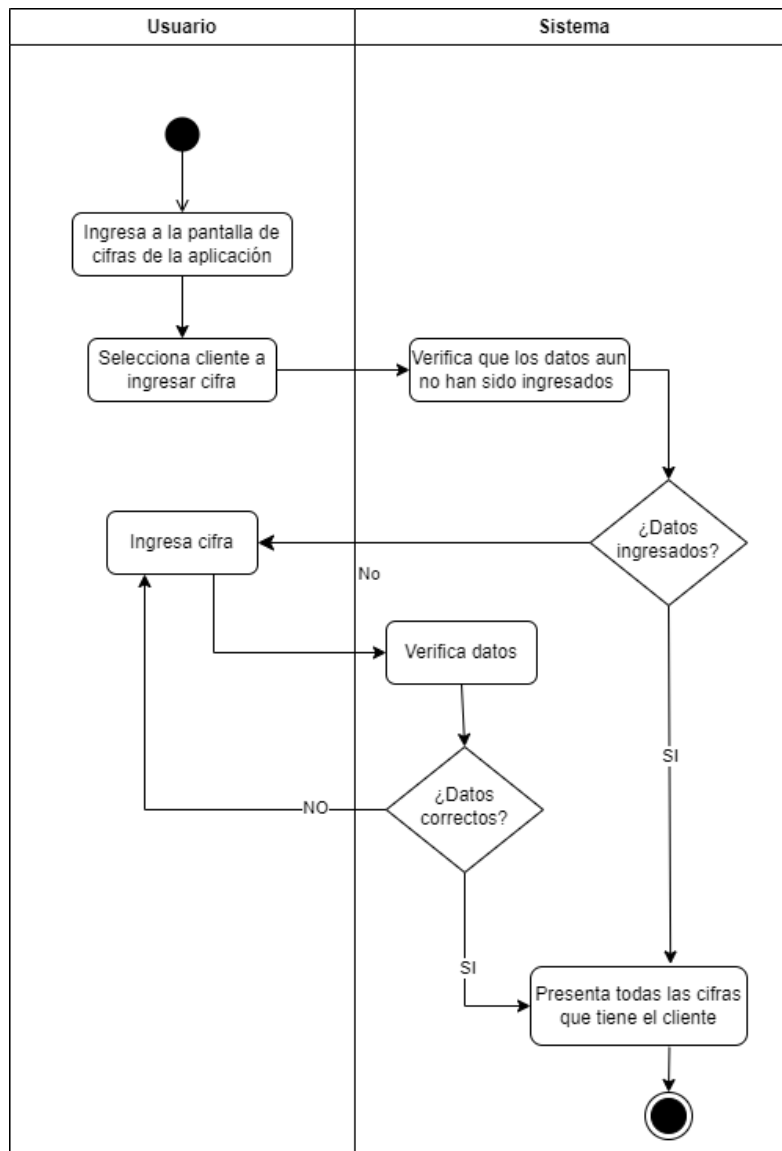 Usuario
Sistema
Ingresa a la pantalla de
cifras de la aplicación
Selecciona cliente a
ingresar cifra
Verifica que los datos aun
no han sido ingresados
¿Datos
ingresados?
Ingresa cifra
No
Verifica datos
SI
¿Datos
correctos?
NO
SI
Presenta todas las cifras
que tiene el cliente